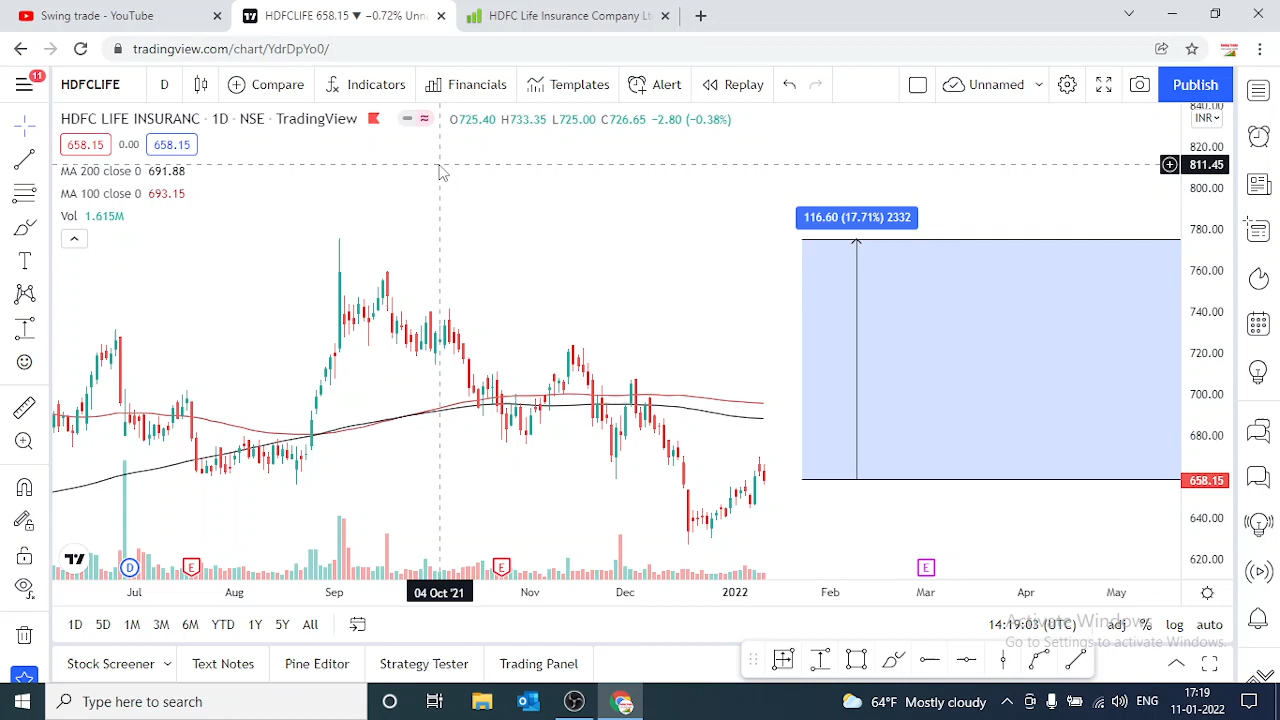 Swing trade - YouTube
HDFCLIFE 658.15 ▼ −0.72% Unna
HDFC Life Insurance Company Lt
tradingview.com/chart/YdrDpYo0/
11
HDFCLIFE D Compare Indicators Financials Templates Alert Replay Unnamed Publish
HDFC LIFE INSURANC · 1D · NSE · TradingView O725.40 H733.35 L725.00 C726.65 −2.80 (−0.38%)
658.15 0.00 658.15
MA 200 close 0 691.88
MA 100 close 0 693.15
Vol 1.615M
116.60 (17.71%) 2332
840.00
INR
820.00
811.45
800.00
780.00
760.00
740.00
720.00
700.00
680.00
658.15
640.00
620.00
D E E E
Jul Aug Sep 04 Oct '21 Nov Dec 2022 Feb Mar Apr May
1D 5D 1M 3M 6M YTD 1Y 5Y All 14:19:03 (UTC) adj % log auto
Activate Windows
Go to Settings to activate Windows.
Stock Screener Text Notes Pine Editor Strategy Tester Trading Panel
Type here to search
64°F Mostly cloudy
ENG
17:19
11-01-2022